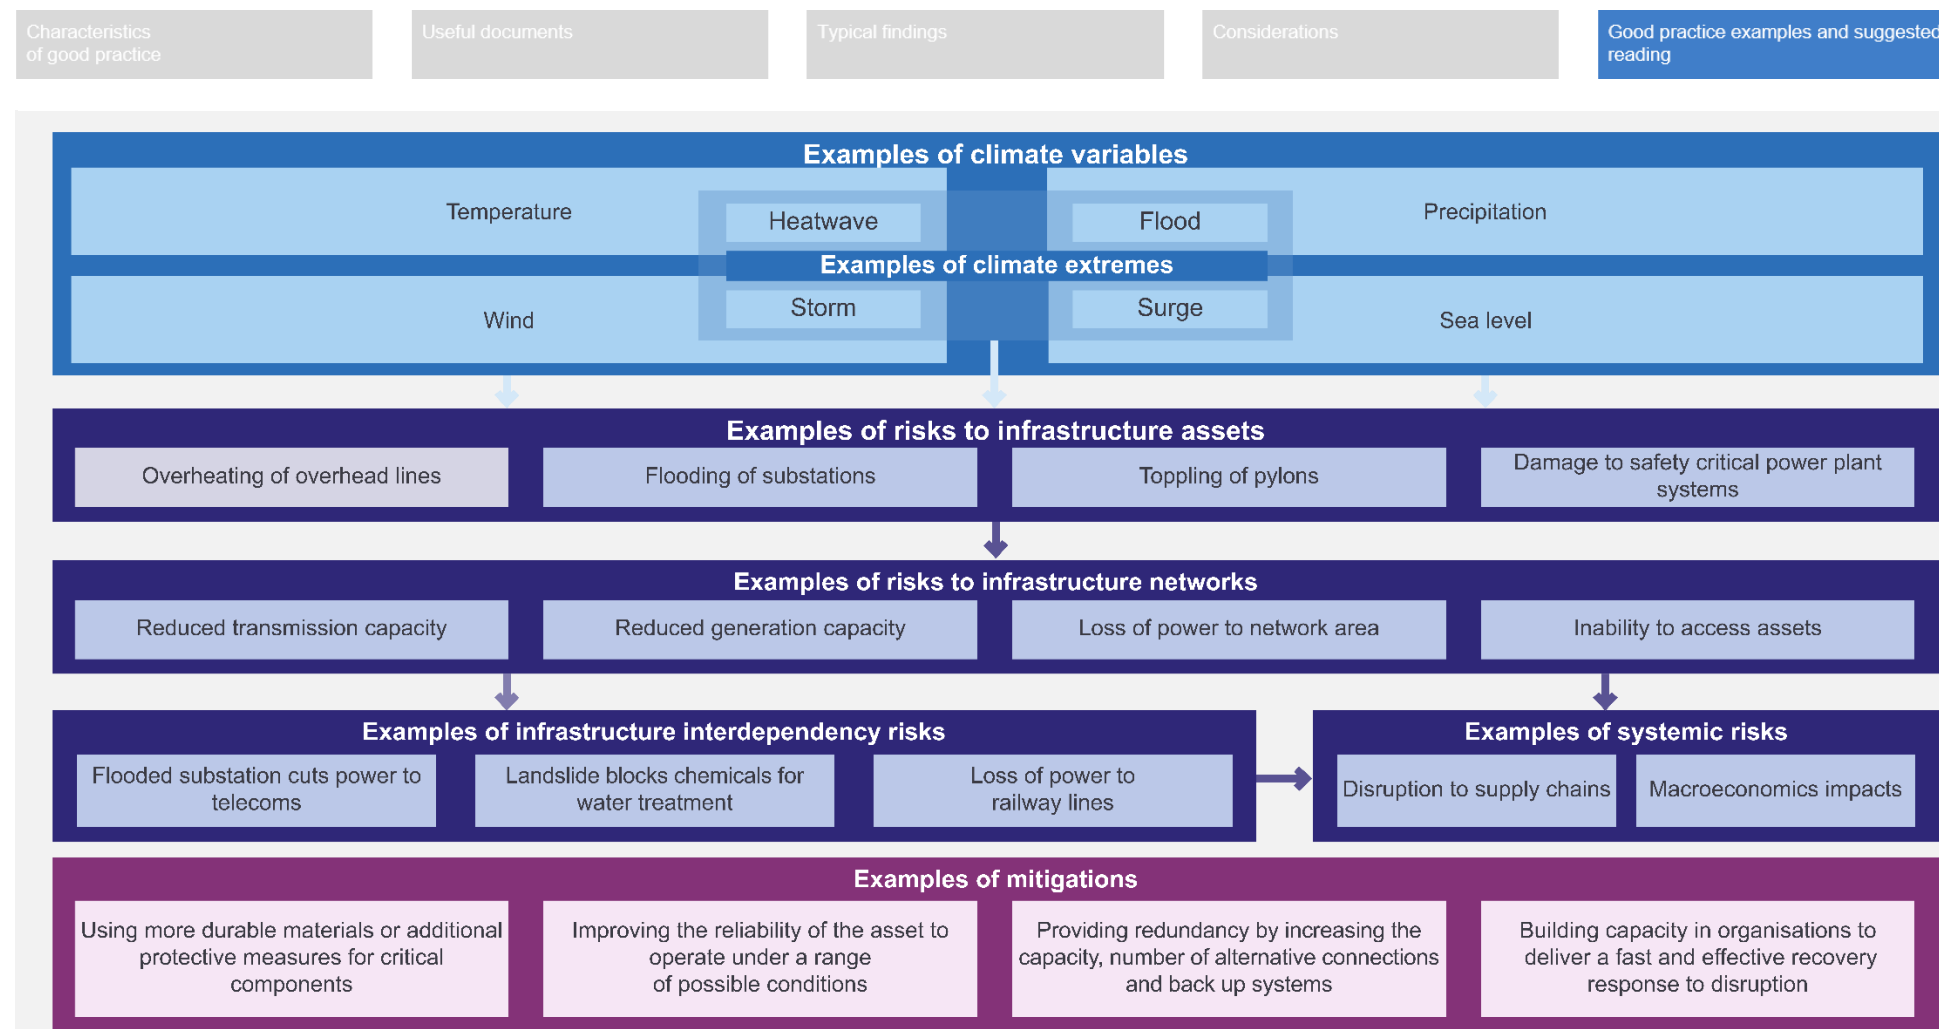 Characteristics
of good practice
Useful documents
Typical findings
Considerations
Good practice examples and suggested
reading
Examples of climate variables
Temperature
Heatwave
Flood
Precipitation
Examples of climate extremes
Wind
Storm
Surge
Sea level
Examples of risks to infrastructure assets
Overheating of overhead lines
Flooding of substations
Toppling of pylons
Damage to safety critical power plant
systems
Examples of risks to infrastructure networks
Reduced transmission capacity
Reduced generation capacity
Loss of power to network area
Inability to access assets
Examples of infrastructure interdependency risks
Flooded substation cuts power to
telecoms
Landslide blocks chemicals for
water treatment
Loss of power to
railway lines
Examples of systemic risks
Disruption to supply chains
Macroeconomics impacts
Examples of mitigations
Using more durable materials or additional
protective measures for critical
components
Improving the reliability of the asset to
operate under a range
of possible conditions
Providing redundancy by increasing the
capacity, number of alternative connections
and back up systems
Building capacity in organisations to
deliver a fast and effective recovery
response to disruption